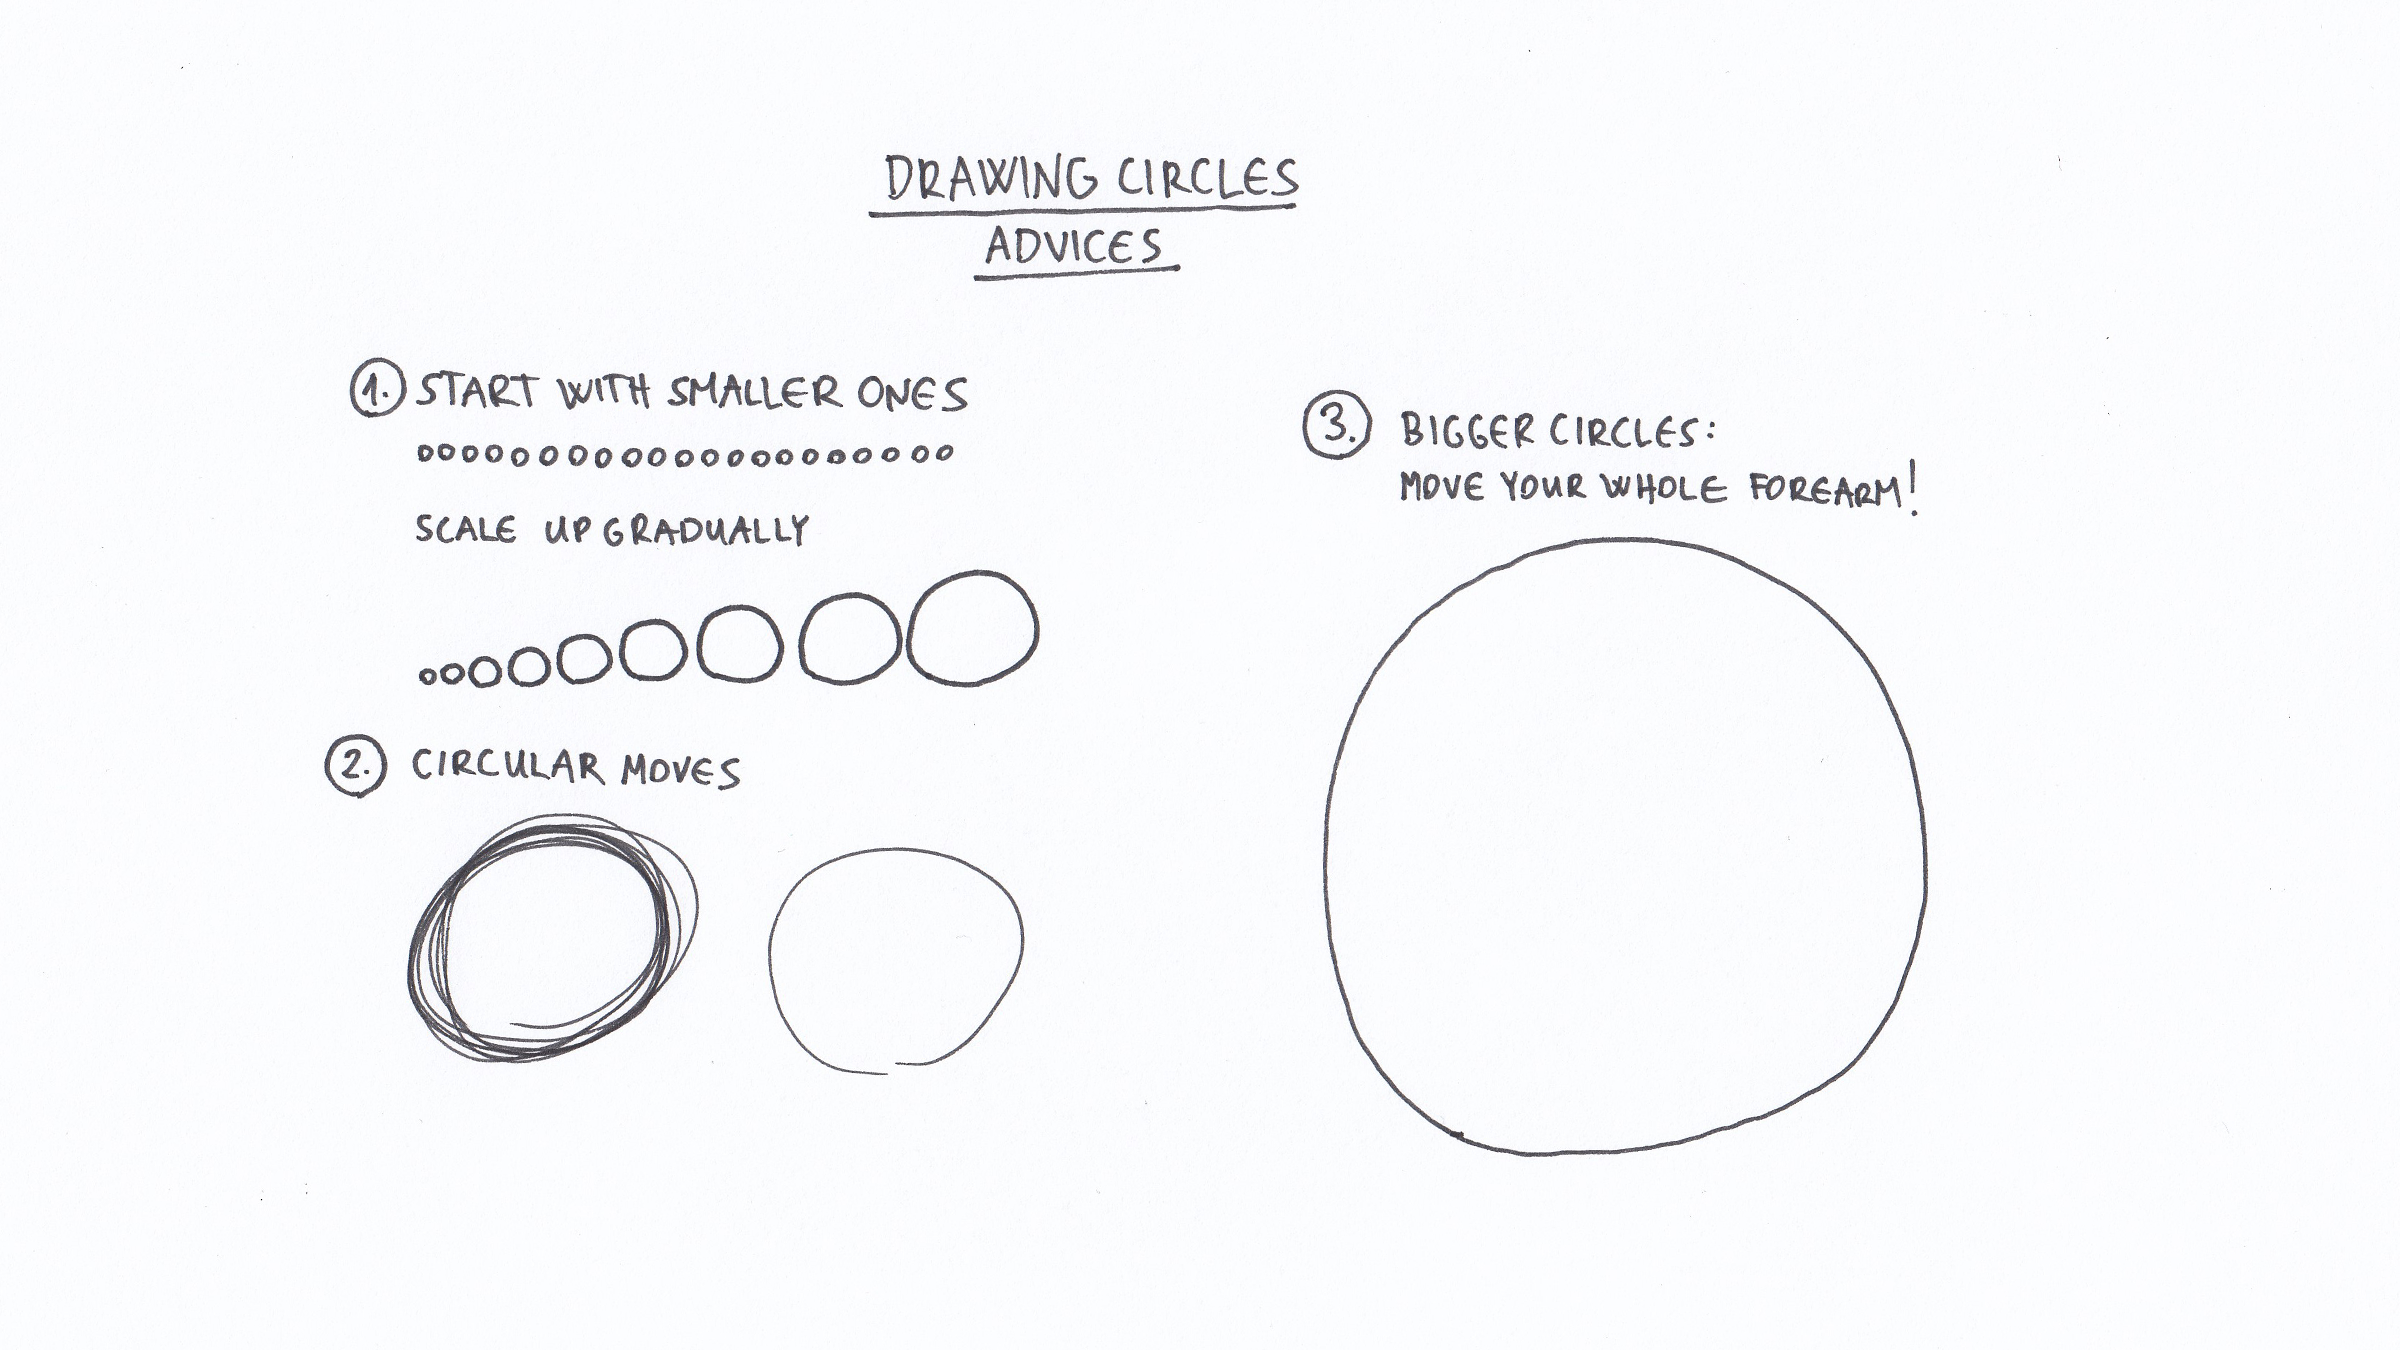 DRAWING CIRCLES
ADVICES
1. START WITH SMALLER ONES
SCALE UP GRADUALLY
2. CIRCULAR MOVES
3. BIGGER CIRCLES:
MOVE YOUR WHOLE FOREARM!